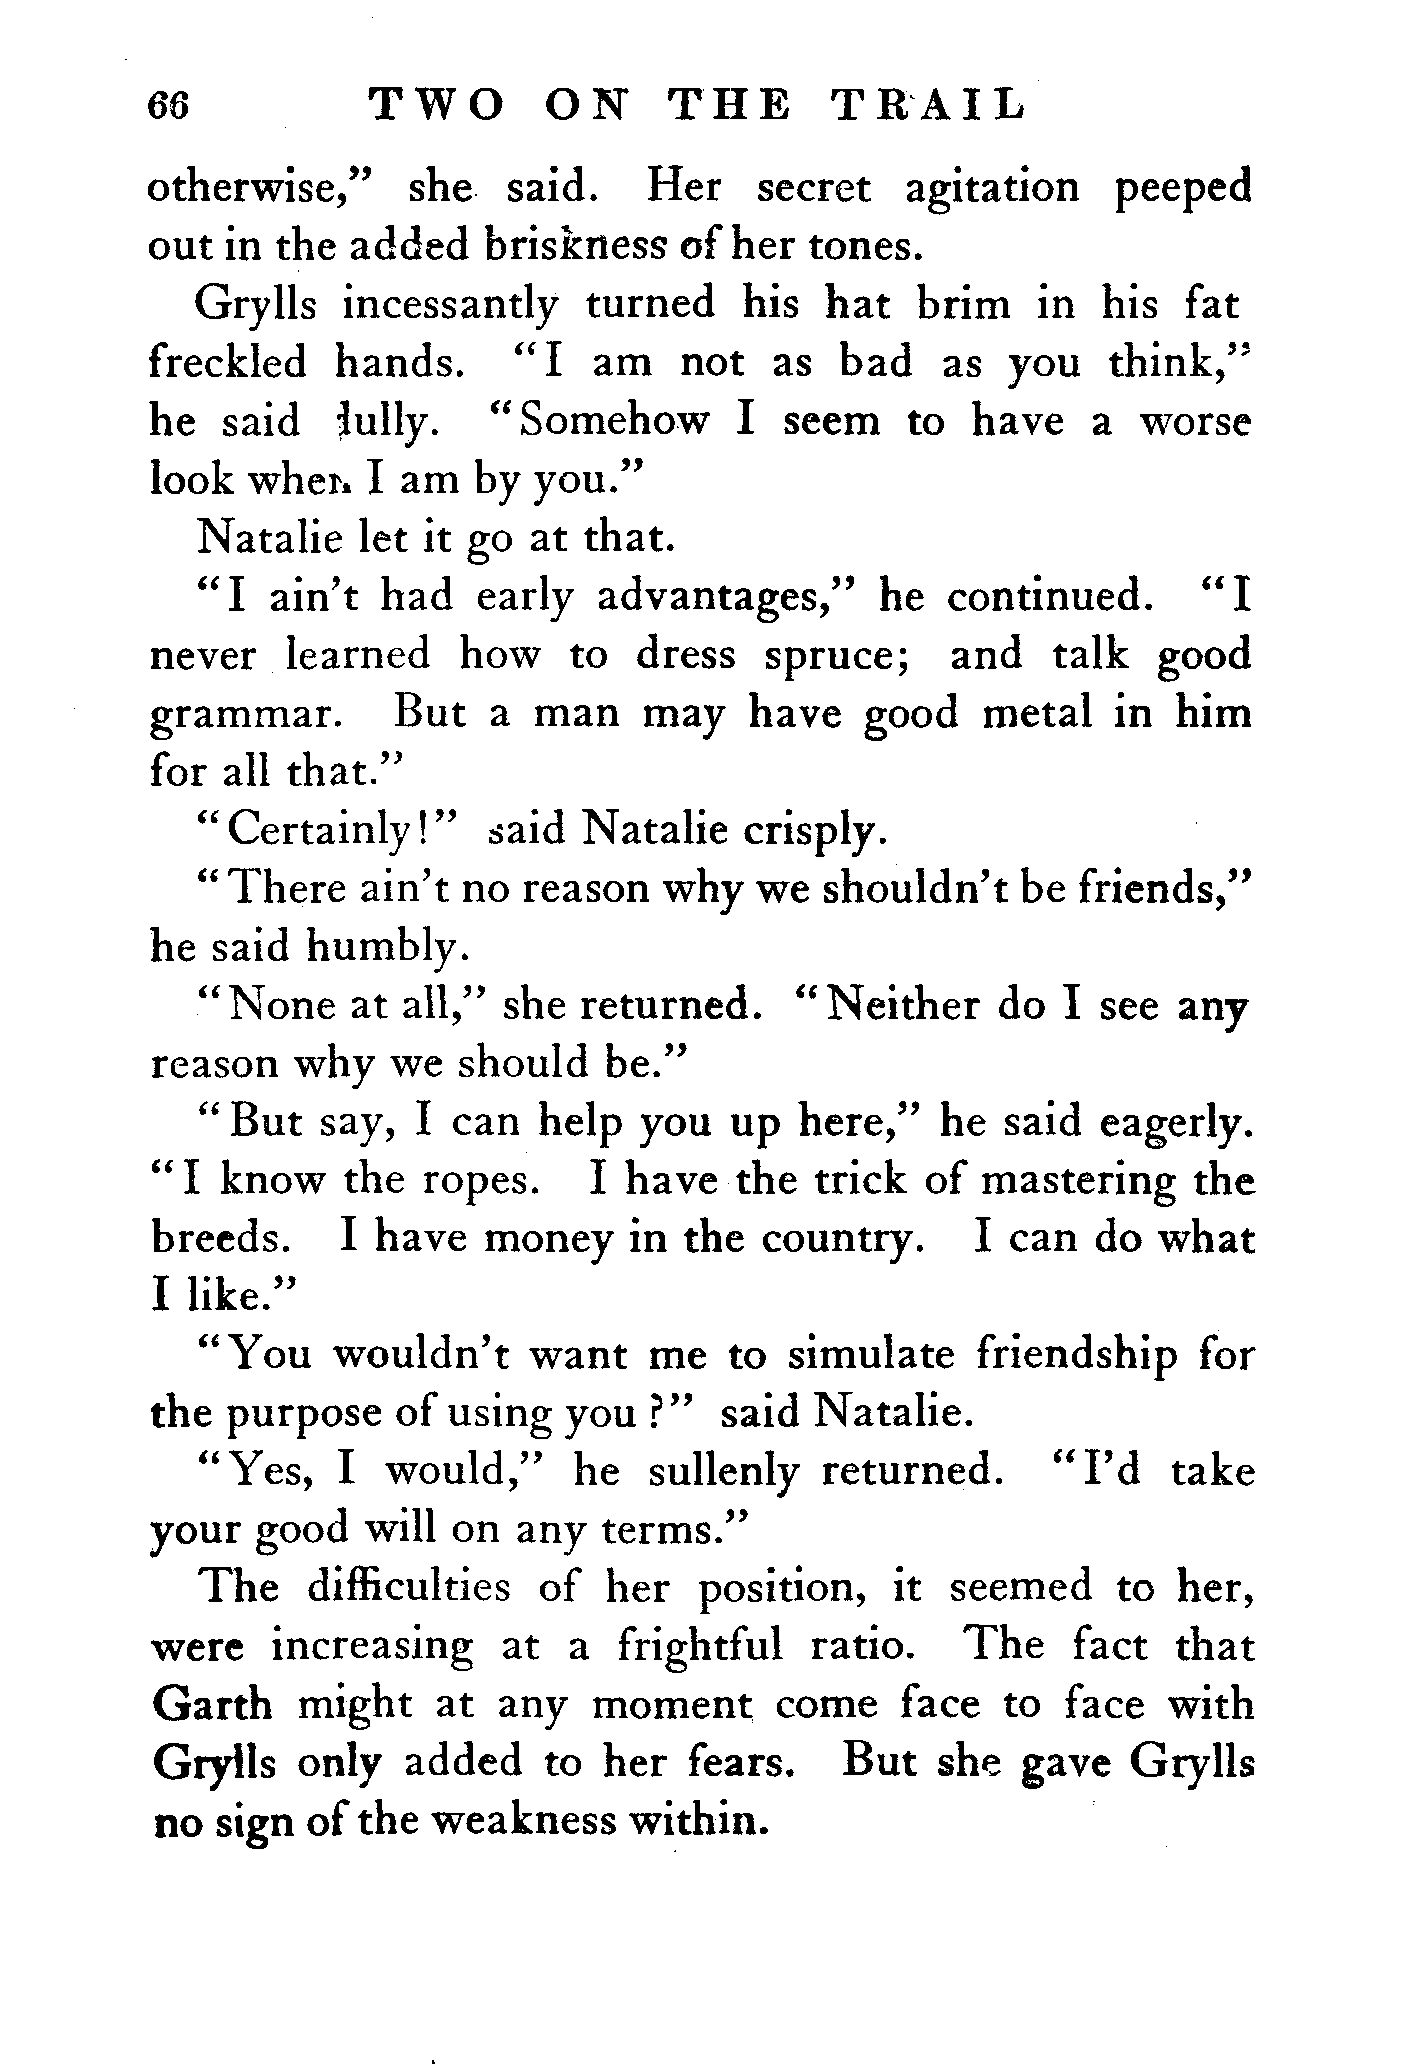 66 TWO ON THE TRAIL
otherwise,” she said. Her secret agitation peeped
out in the added briskness of her tones.
Grylls incessantly turned his hat brim in his fat
freckled hands. “I am not as bad as you think,”
he said dully. “Somehow I seem to have a worse
look when I am by you.”
Natalie let it go at that.
“I ain’t had early advantages,” he continued. “I
never learned how to dress spruce; and talk good
grammar. But a man may have good metal in him
for all that.”
“Certainly!” said Natalie crisply.
“There ain’t no reason why we shouldn’t be friends,”
he said humbly.
“None at all,” she returned. “Neither do I see any
reason why we should be.”
“But say, I can help you up here,” he said eagerly.
“I know the ropes. I have the trick of mastering the
breeds. I have money in the country. I can do what
I like.”
“You wouldn’t want me to simulate friendship for
the purpose of using you?” said Natalie.
“Yes, I would,” he sullenly returned. “I’d take
your good will on any terms.”
The difficulties of her position, it seemed to her,
were increasing at a frightful ratio. The fact that
Garth might at any moment come face to face with
Grylls only added to her fears. But she gave Grylls
no sign of the weakness within.